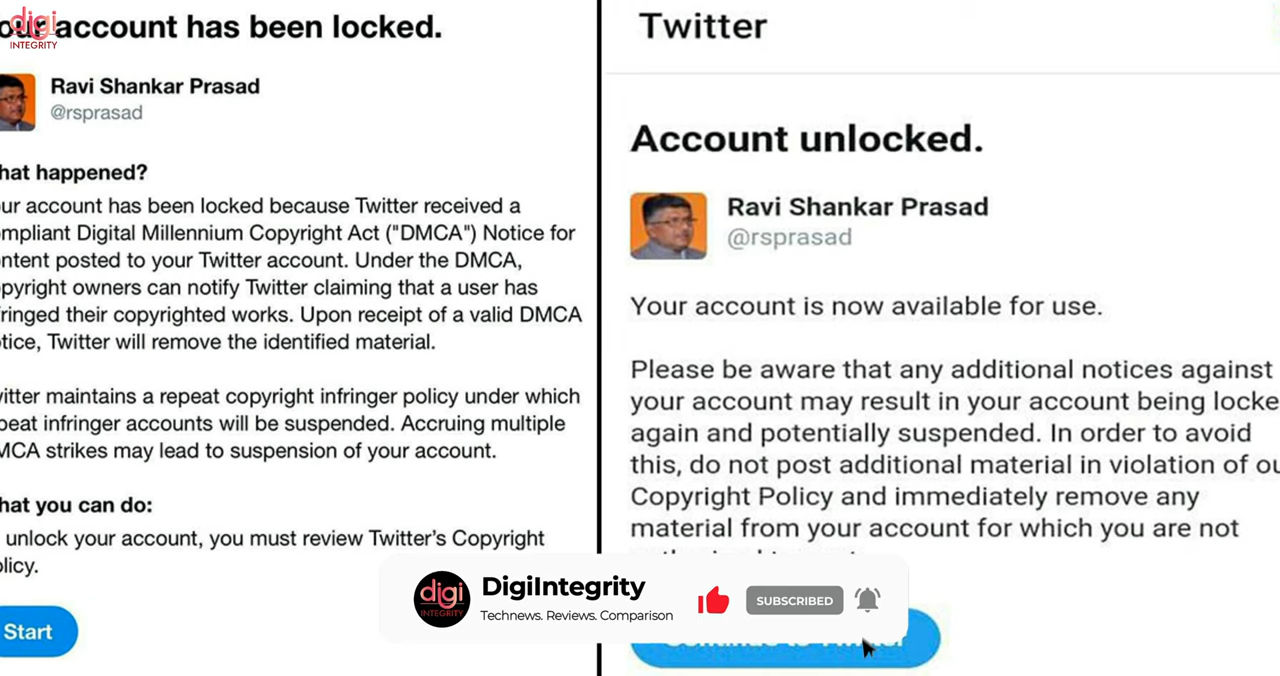 digi
INTEGRITY
our account has been locked.
Ravi Shankar Prasad
@rsprasad
hat happened?
ur account has been locked because Twitter received a
mpliant Digital Millennium Copyright Act ("DMCA") Notice for
ntent posted to your Twitter account. Under the DMCA,
pyright owners can notify Twitter claiming that a user has
ringed their copyrighted works. Upon receipt of a valid DMCA
tice, Twitter will remove the identified material.
itter maintains a repeat copyright infringer policy under which
peat infringer accounts will be suspended. Accruing multiple
MCA strikes may lead to suspension of your account.
hat you can do:
unlock your account, you must review Twitter's Copyright
licy.
Start
Twitter
Account unlocked.
Ravi Shankar Prasad
@rsprasad
Your account is now available for use.
Please be aware that any additional notices against
your account may result in your account being locke
again and potentially suspended. In order to avoid
this, do not post additional material in violation of ou
Copyright Policy and immediately remove any
material from your account for which you are not
digi
INTEGRITY
DigiIntegrity
Technews. Reviews. Comparison
SUBSCRIBED